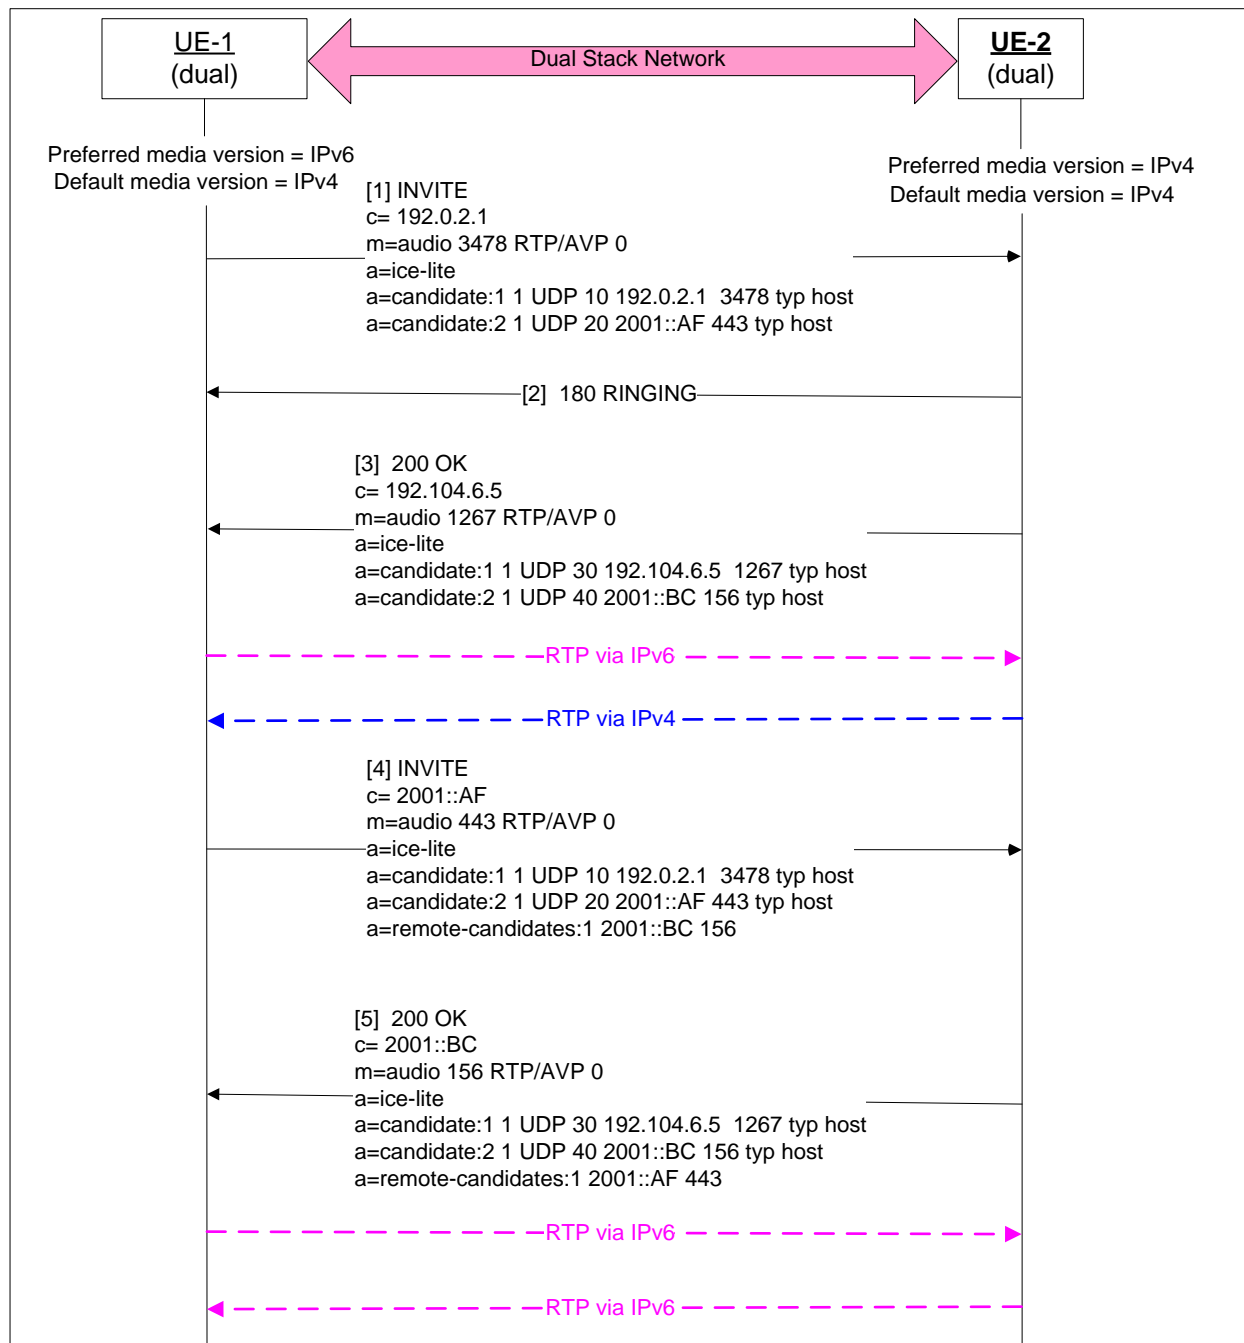 UE-1
(dual)
Dual Stack Network
UE-2
(dual)
Preferred media version = IPv6
Default media version = IPv4
Preferred media version = IPv4
Default media version = IPv4
[1] INVITE
c= 192.0.2.1
m=audio 3478 RTP/AVP 0
a=ice-lite
a=candidate:1 1 UDP 10 192.0.2.1  3478 typ host
a=candidate:2 1 UDP 20 2001::AF 443 typ host
[2]  180 RINGING
[3]  200 OK
c= 192.104.6.5
m=audio 1267 RTP/AVP 0
a=ice-lite
a=candidate:1 1 UDP 30 192.104.6.5  1267 typ host
a=candidate:2 1 UDP 40 2001::BC 156 typ host
RTP via IPv6
RTP via IPv4
[4] INVITE
c= 2001::AF
m=audio 443 RTP/AVP 0
a=ice-lite
a=candidate:1 1 UDP 10 192.0.2.1  3478 typ host
a=candidate:2 1 UDP 20 2001::AF 443 typ host
a=remote-candidates:1 2001::BC 156
[5]  200 OK
c= 2001::BC
m=audio 156 RTP/AVP 0
a=ice-lite
a=candidate:1 1 UDP 30 192.104.6.5  1267 typ host
a=candidate:2 1 UDP 40 2001::BC 156 typ host
a=remote-candidates:1 2001::AF 443
RTP via IPv6
RTP via IPv6